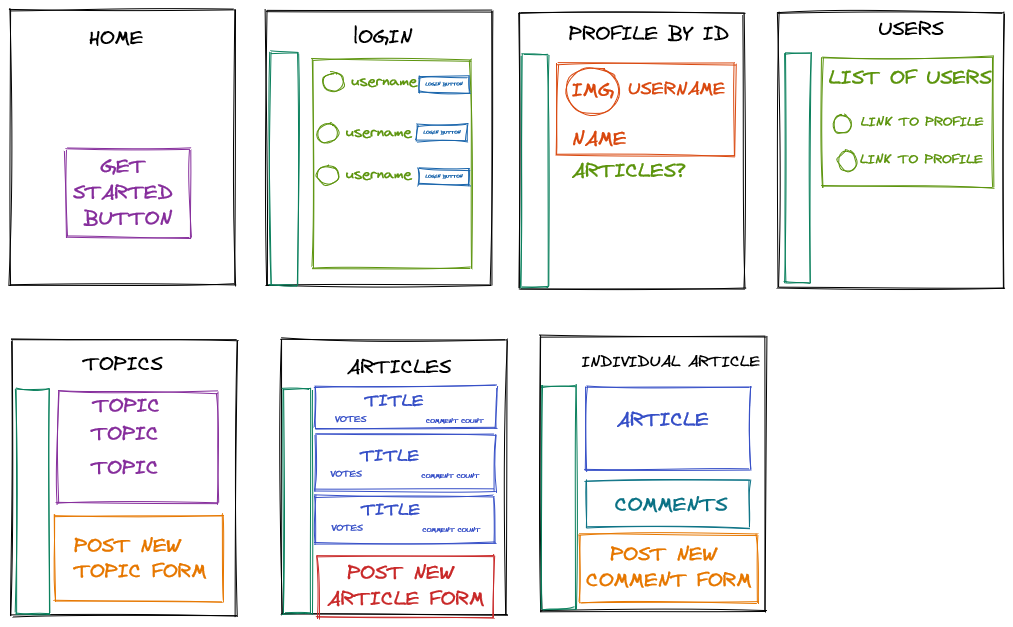 HOME
GET
STARTED
BUTTON
lOGIN
username LOGIN BUTTON
username LOGIN BUTTON
username LOGIN BUTTON
PROFILE BY ID
IMG USERNAME
NAME
ARTICLES?
USERS
LIST OF USERS
LINK TO PROFILE
LINK TO PROFILE
TOPICS
TOPIC
TOPIC
TOPIC
POST NEW
TOPIC FORM
ARTICLES
TITLE
VOTES COMMENT COUNT
TITLE
VOTES COMMENT COUNT
TITLE
VOTES COMMENT COUNT
POST NEW
ARTICLE FORM
INDIVIDUAL ARTICLE
ARTICLE
COMMENTS
POST NEW
COMMENT FORM